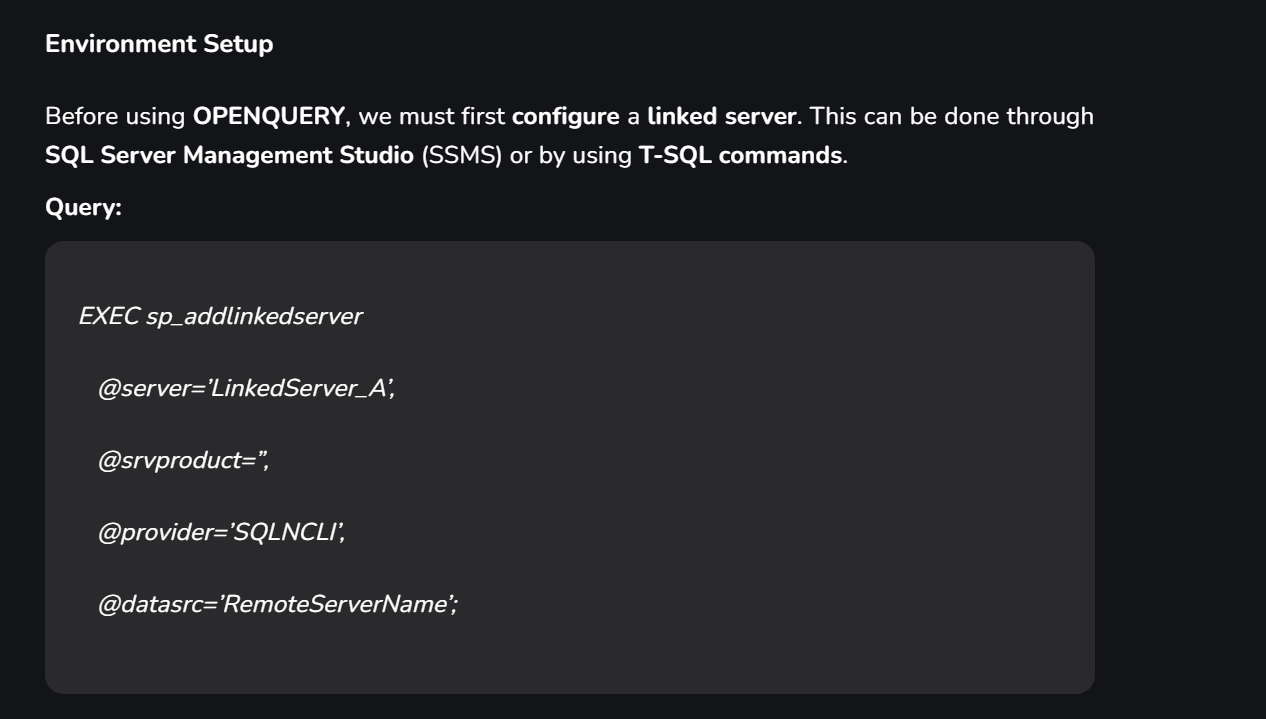 Environment Setup
Before using OPENQUERY, we must first configure a linked server. This can be done through
SQL Server Management Studio (SSMS) or by using T-SQL commands.
Query:
EXEC sp_addlinkedserver
@server=’LinkedServer_A’,
@srvproduct=”,
@provider=’SQLNCLI’,
@datasrc=’RemoteServerName’;